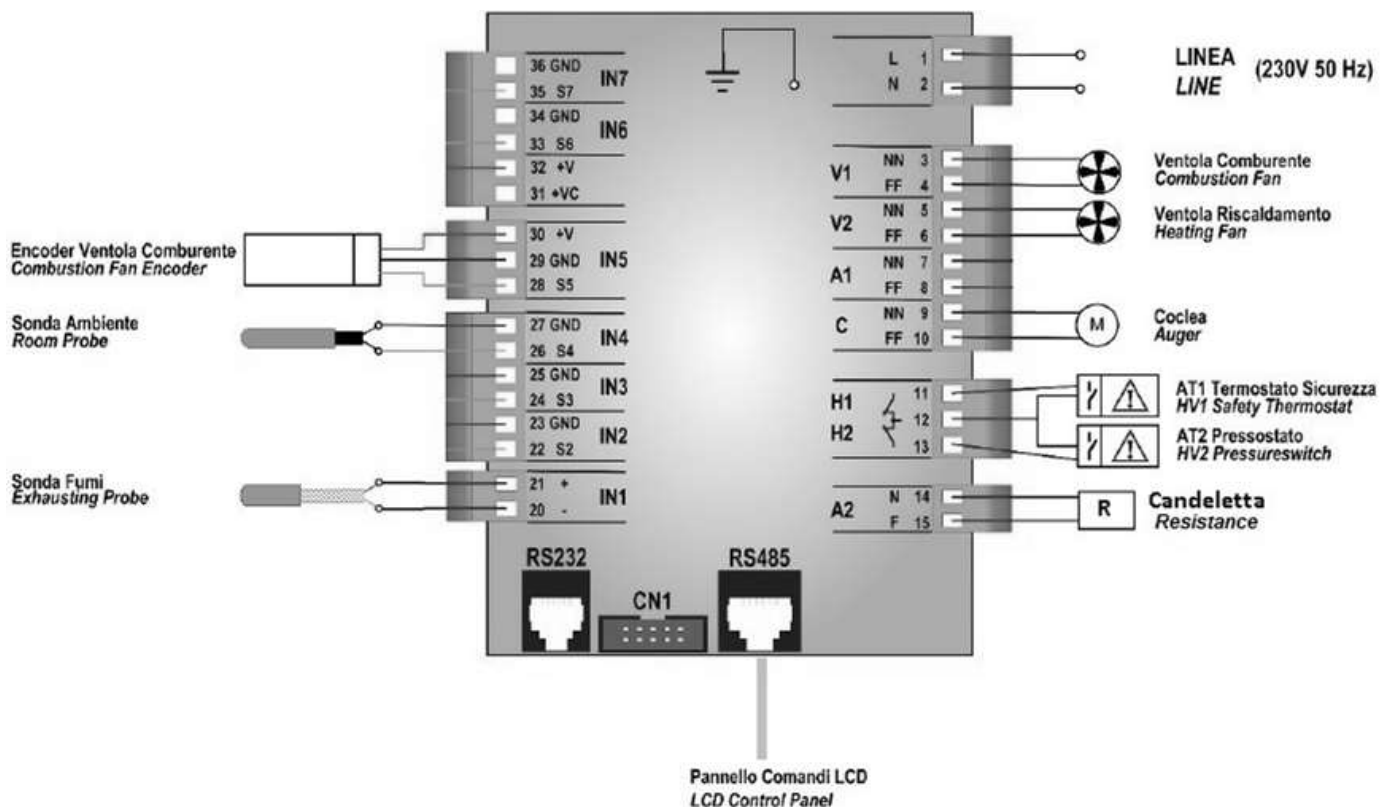 36 GND
IN7
35 S7
34 GND
IN6
33 S6
32 +V
31 +VC
30 +V
29 GND
IN5
28 S5
27 GND
IN4
26 S4
25 GND
IN3
24 S3
23 GND
IN2
22 S2
21 +
IN1
20 -
Encoder Ventola Comburente
Combustion Fan Encoder
Sonda Ambiente
Room Probe
Sonda Fumi
Exhausting Probe
L 1
N 2
LINEA
LINE
(230V 50 Hz)
V1
NN 3
FF 4
Ventola Comburente
Combustion Fan
V2
NN 5
FF 6
Ventola Riscaldamento
Heating Fan
A1
NN 7
FF 8
C
NN 9
FF 10
M
Coclea
Auger
H1
H2
11
12
13
AT1 Termostato Sicurezza
HV1 Safety Thermostat
AT2 Pressostato
HV2 Pressureswitch
A2
N 14
F 15
R
Candeletta
Resistance
RS232
CN1
RS485
Pannello Comandi LCD
LCD Control Panel